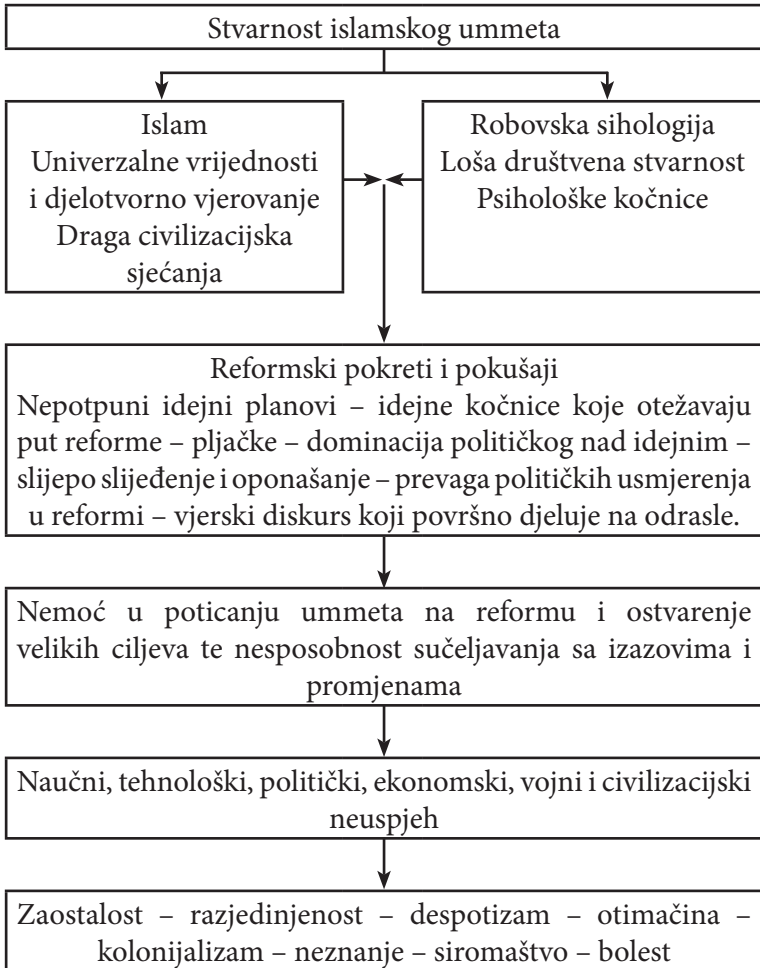 Stvarnost islamskog ummeta
Islam
Univerzalne vrijednosti
i djelotvorno vjerovanje
Draga civilizacijska
sjećanja
Robovska sihologija
Loša društvena stvarnost
Psihološke kočnice
Reformski pokreti i pokušaji
Nepotpuni idejni planovi – idejne kočnice koje otežavaju
put reforme – pljačke – dominacija političkog nad idejnim –
slijepo slijeđenje i oponašanje – prevaga političkih usmjerenja
u reformi – vjerski diskurs koji površno djeluje na odrasle.
Nemoć u poticanju ummeta na reformu i ostvarenje
velikih ciljeva te nesposobnost sučeljavanja sa izazovima i
promjenama
Naučni, tehnološki, politički, ekonomski, vojni i civilizacijski
neuspjeh
Zaostalost – razjedinjenost – despotizam – otimačina –
kolonijalizam – neznanje – siromaštvo – bolest